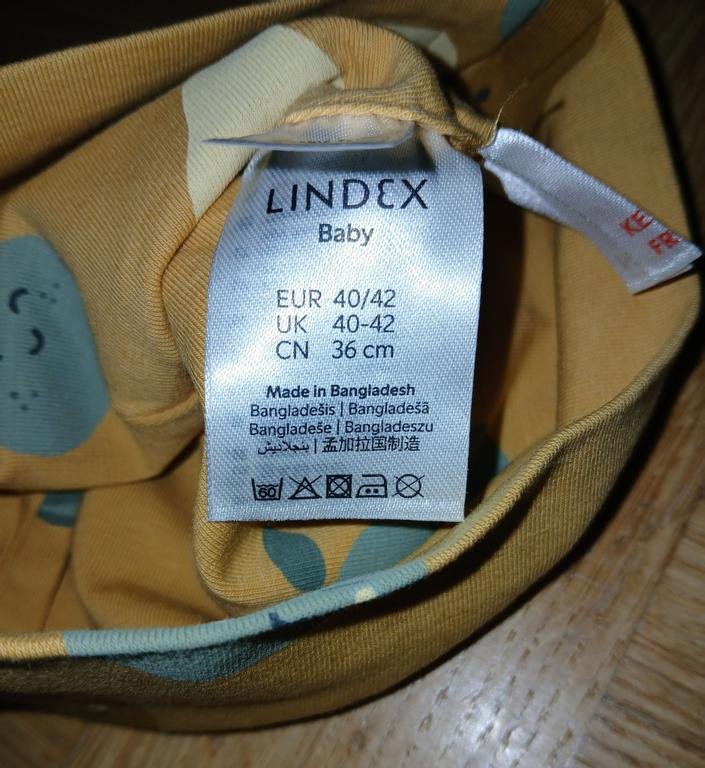 LINDEX
Baby
EUR 40/42
UK 40-42
CN 36 cm
Made in Bangladesh
Bangladešis | Bangladešā
Bangladeše | Bangladeszu
بنجلاديش | 孟加拉国制造
60